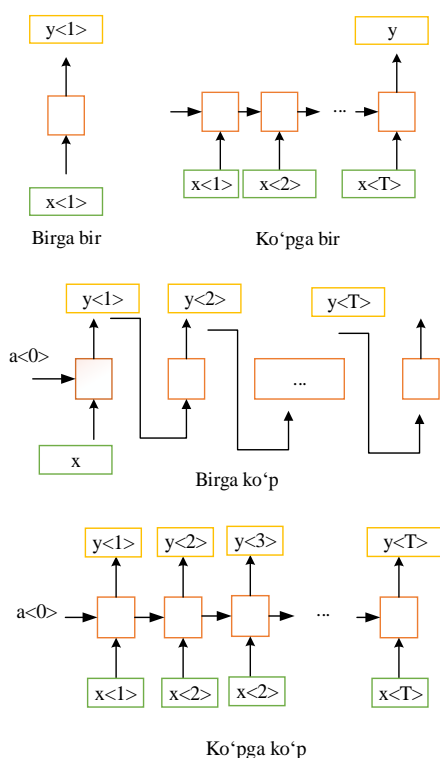 y<1>
y
x<1>
x<1> x<2> ... x<T>
Birga bir
Ko‘pga bir
y<1> y<2> y<T>
a<0>
...
x
Birga ko‘p
y<1> y<2> y<3> y<T>
a<0> ...
x<1> x<2> x<2> x<T>
Ko‘pga ko‘p